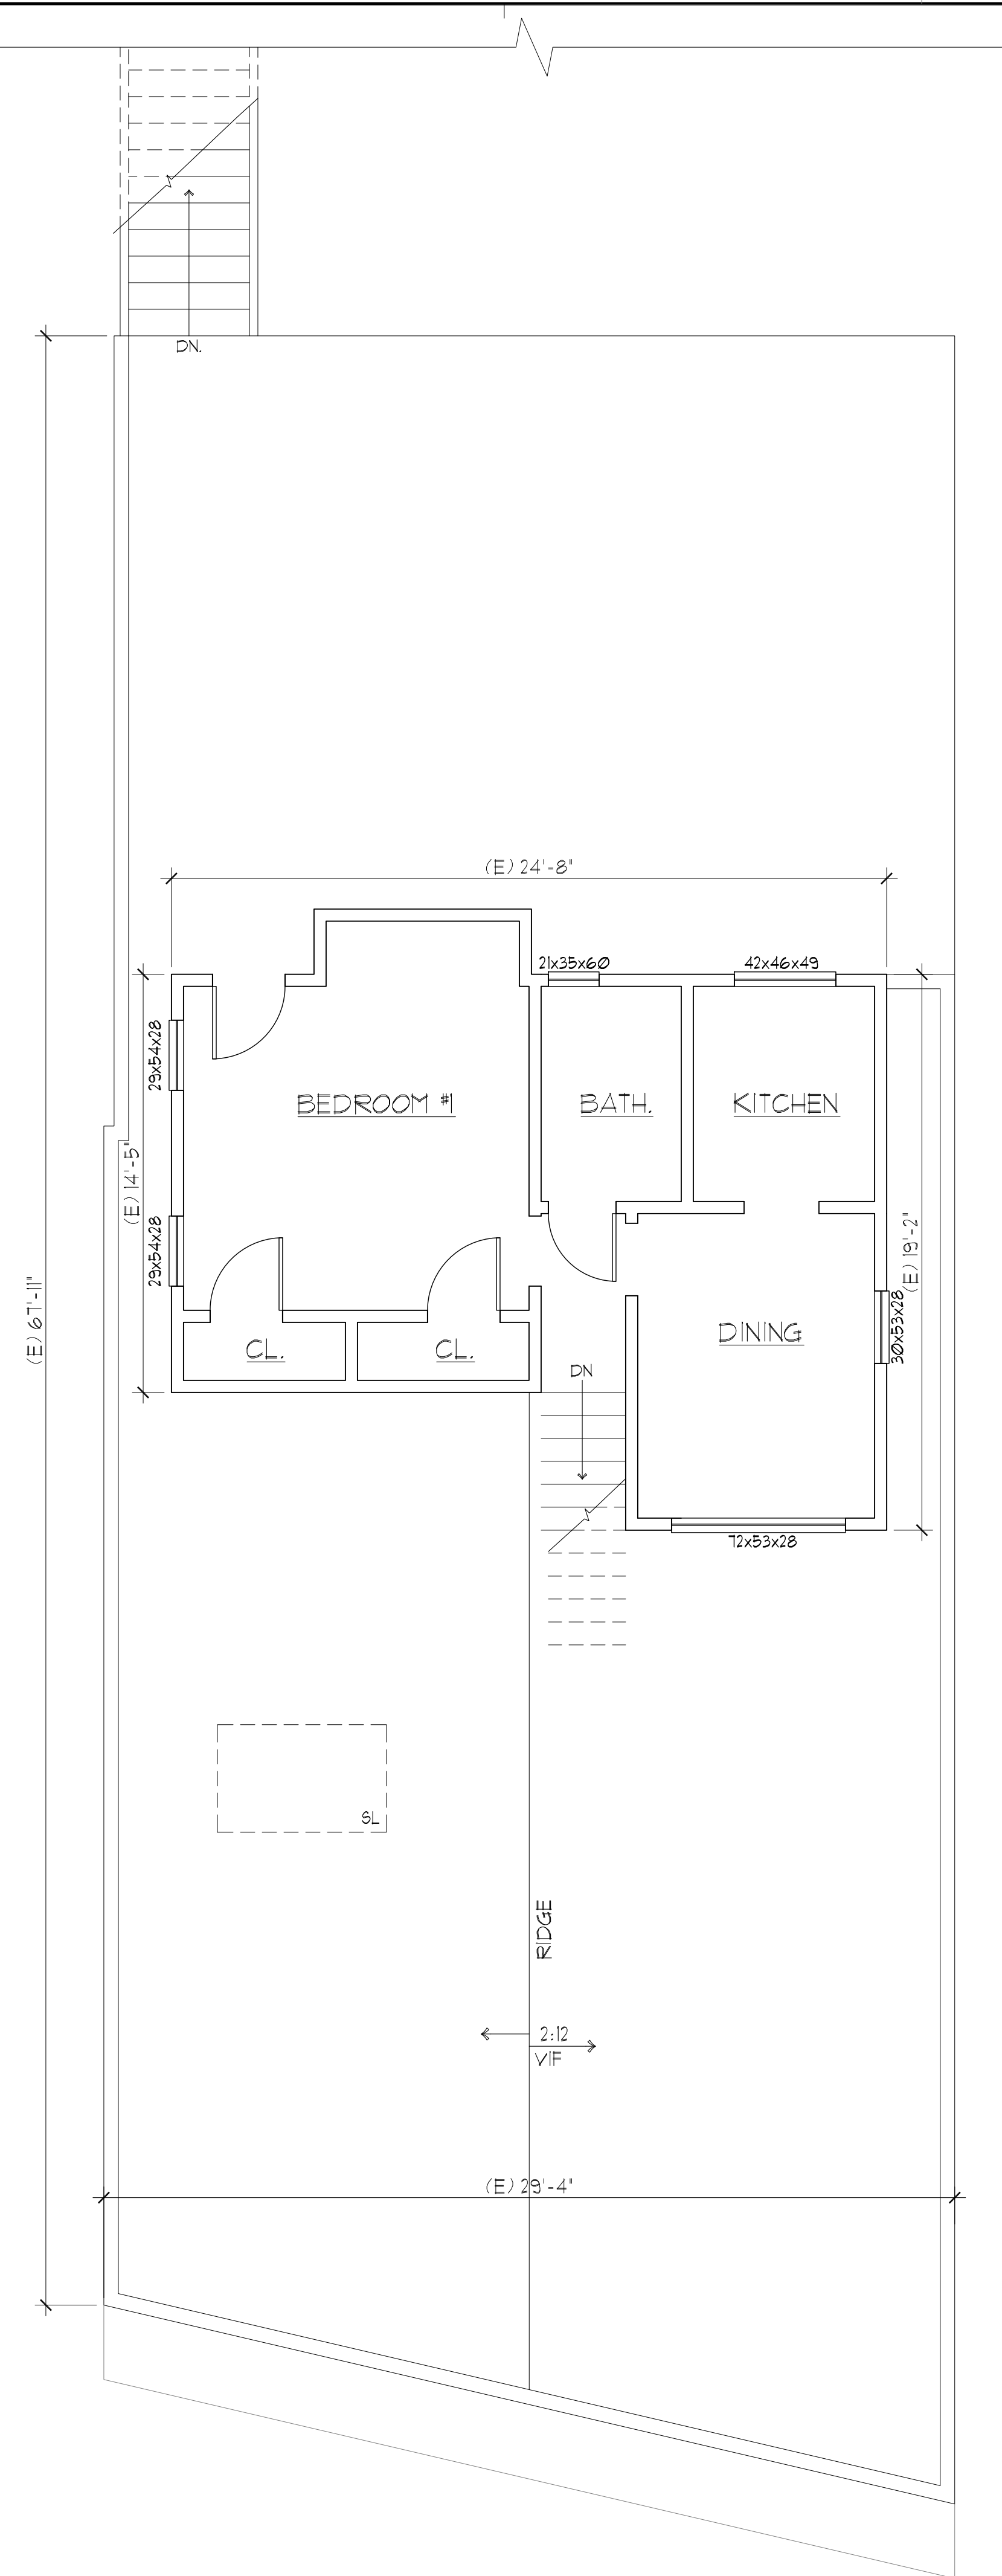 DN.
(E) 24'-8"
21x35x60
42x46x49
29x54x28
BEDROOM #1
BATH.
KITCHEN
(E) 14'-5"
29x54x28
(E) 19'-2"
(E) 67'-11"
30x53x28
DINING
CL.
CL.
DN
72x53x28
SL
RIDGE
2:12
VIF
(E) 29'-4"